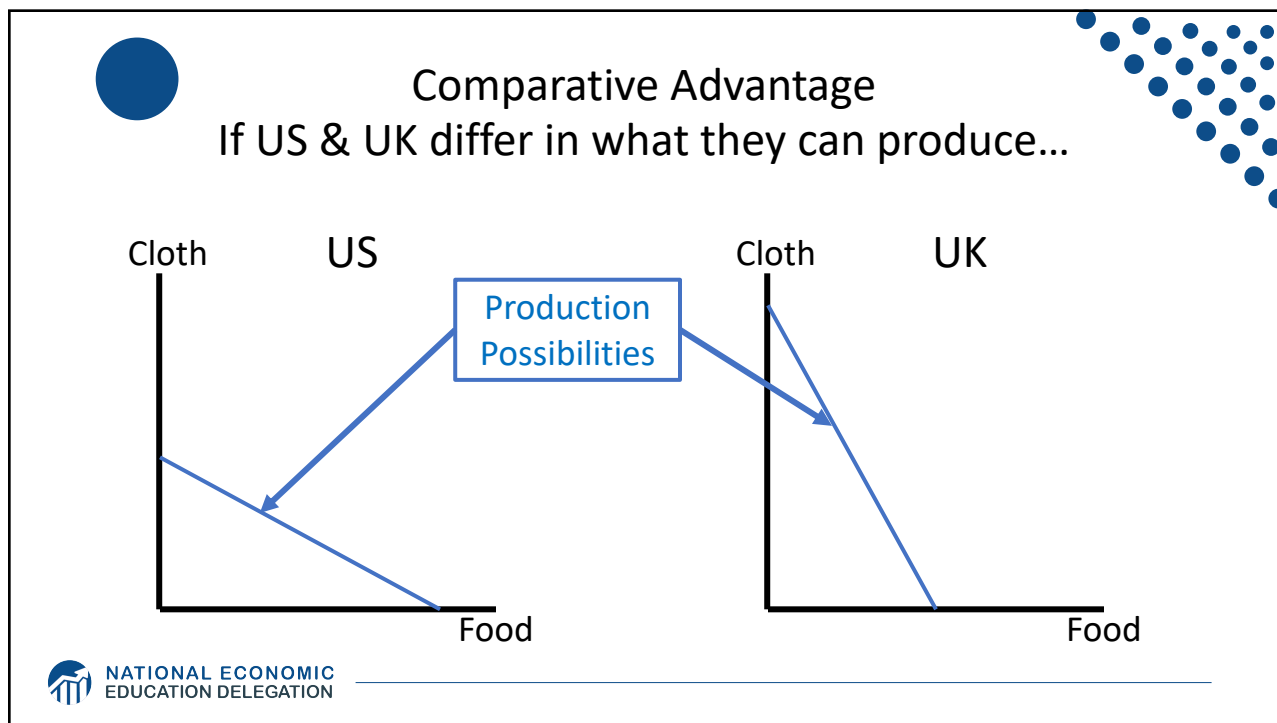 Comparative Advantage
If US & UK differ in what they can produce…
Cloth
US
Production
Possibilities
Food
Cloth
UK
Food
NATIONAL ECONOMIC
EDUCATION DELEGATION